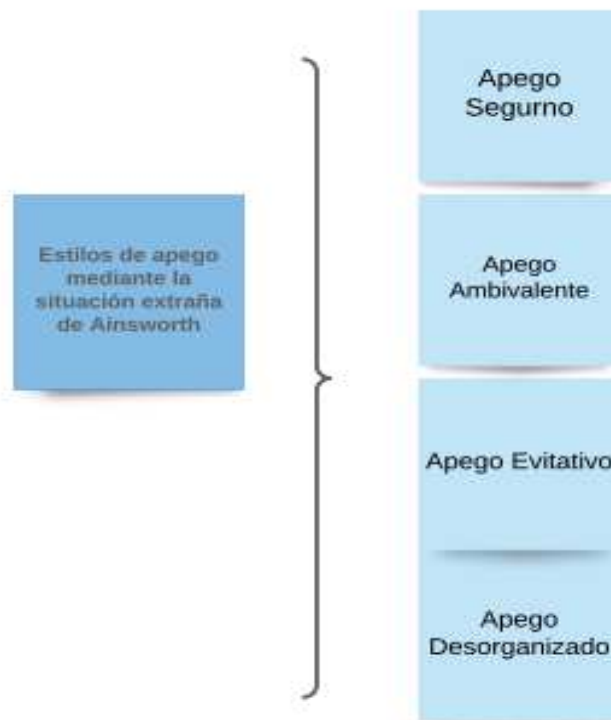 Estilos de apego
mediante la
situación extraña
de Ainsworth
Apego
Segurno
Apego
Ambivalente
Apego Evitativo
Apego
Desorganizado